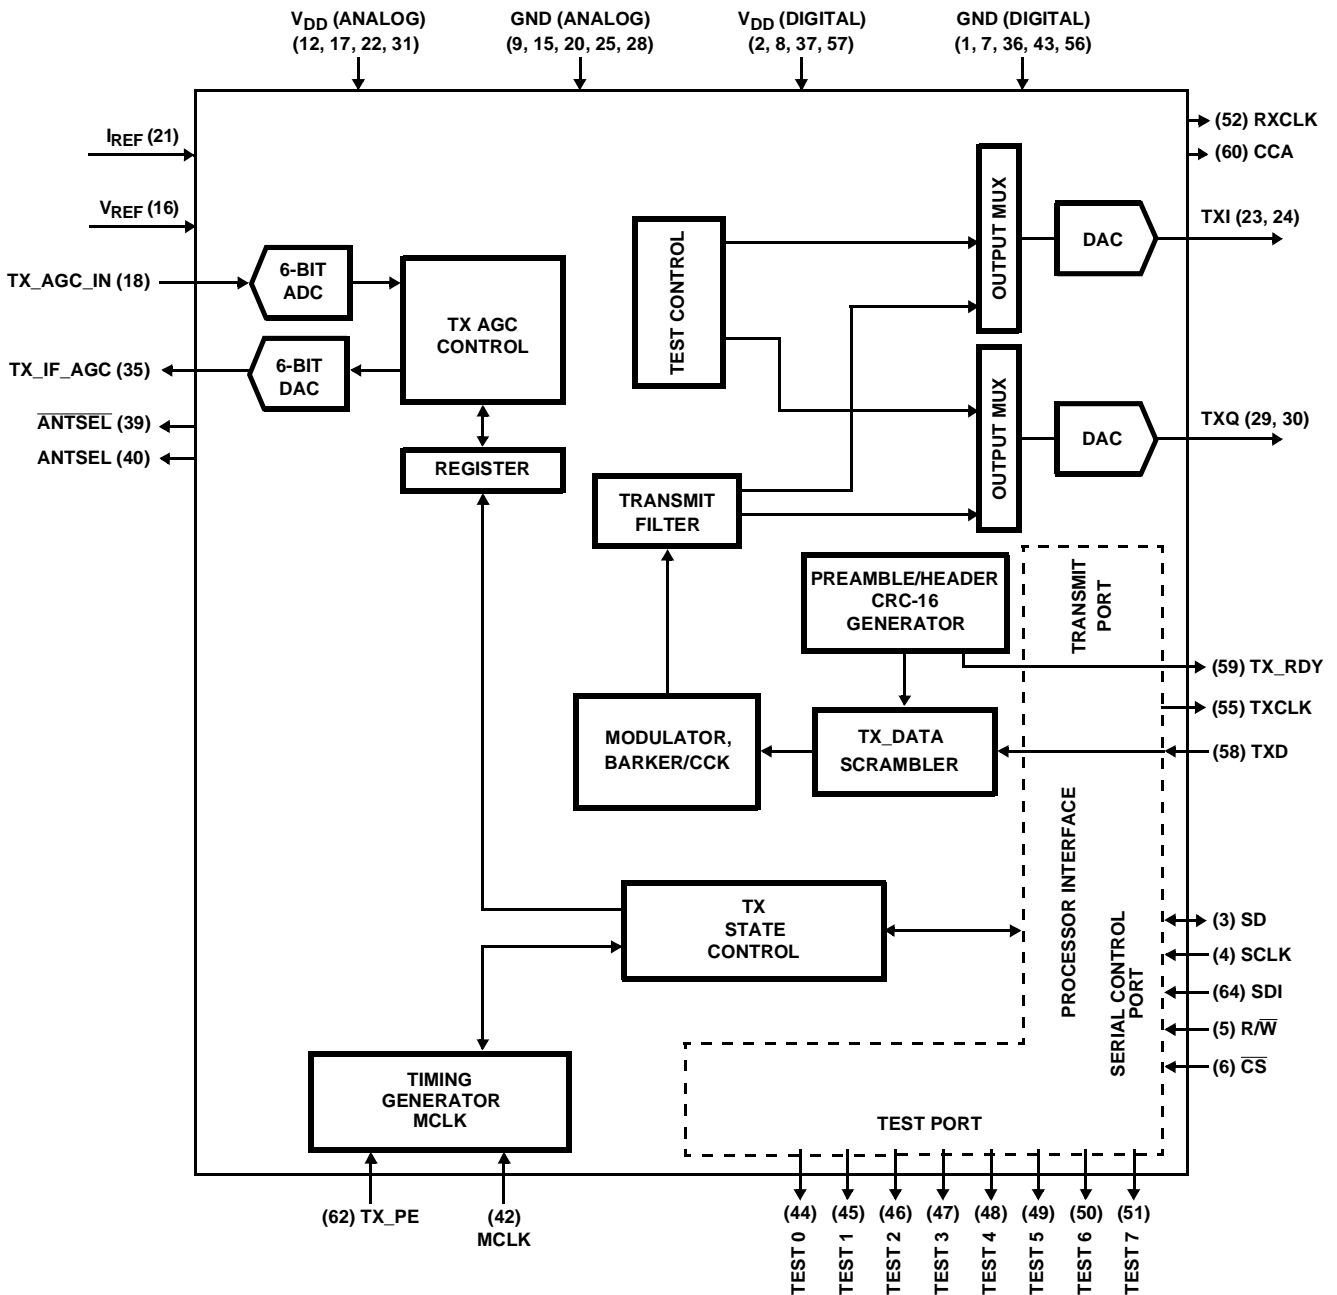 VDD (ANALOG)
(12, 17, 22, 31)
GND (ANALOG)
(9, 15, 20, 25, 28)
VDD (DIGITAL)
(2, 8, 37, 57)
GND (DIGITAL)
(1, 7, 36, 43, 56)
IREF (21)
VREF (16)
TX_AGC_IN (18)
TX_IF_AGC (35)
A̅N̅T̅S̅E̅L̅ (39)
ANTSEL (40)
6-BIT
ADC
6-BIT
DAC
TX AGC
CONTROL
REGISTER
TEST CONTROL
OUTPUT MUX
OUTPUT MUX
DAC
DAC
(52) RXCLK
(60) CCA
TXI (23, 24)
TXQ (29, 30)
TRANSMIT
FILTER
PREAMBLE/HEADER
CRC-16
GENERATOR
TRANSMIT
PORT
(59) TX_RDY
(55) TXCLK
(58) TXD
MODULATOR,
BARKER/CCK
TX_DATA
SCRAMBLER
TX
STATE
CONTROL
PROCESSOR INTERFACE
SERIAL CONTROL
PORT
(3) SD
(4) SCLK
(64) SDI
(5) R/W̅
(6) C̅S̅
TIMING
GENERATOR
MCLK
TEST PORT
(62) TX_PE
(42)
MCLK
(44)
TEST 0
(45)
TEST 1
(46)
TEST 2
(47)
TEST 3
(48)
TEST 4
(49)
TEST 5
(50)
TEST 6
(51)
TEST 7